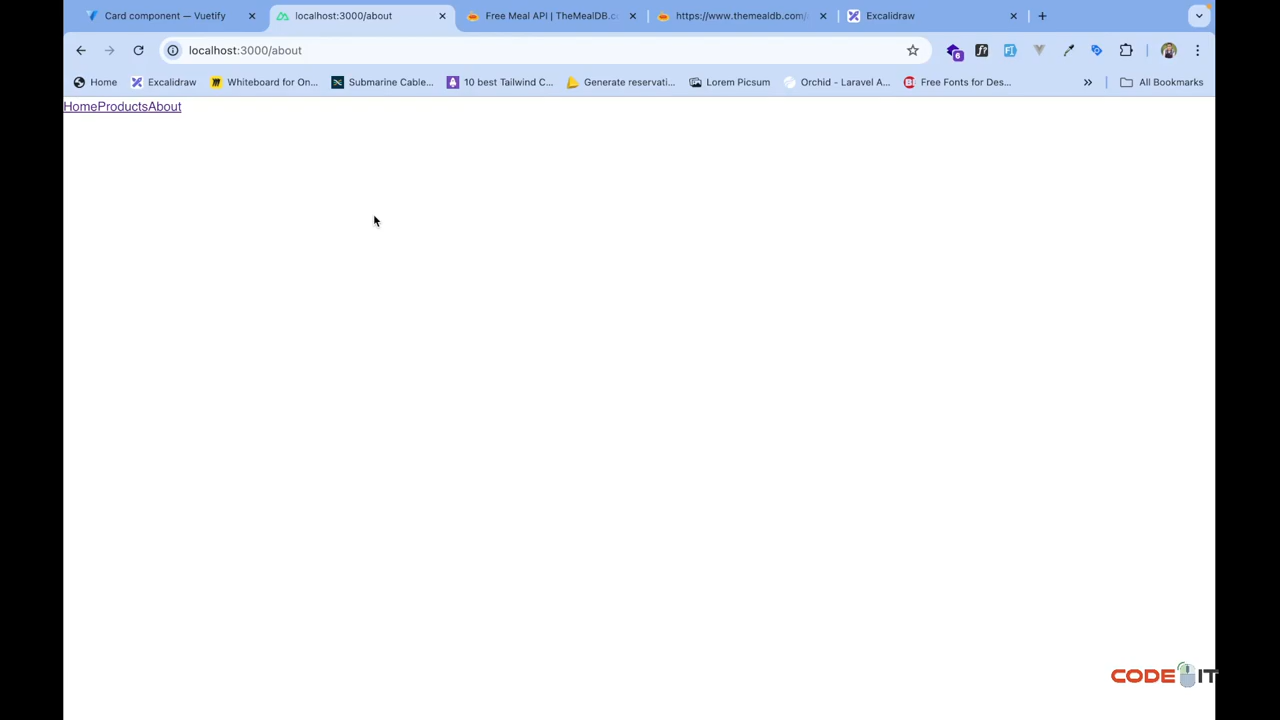 Card component — Vuetify
localhost:3000/about
Free Meal API | TheMealDB.c
https://www.themealdb.com/
Excalidraw
localhost:3000/about
6
Home
Excalidraw
Whiteboard for On...
Submarine Cable...
10 best Tailwind C...
Generate reservati...
Lorem Picsum
Orchid - Laravel A...
Free Fonts for Des...
All Bookmarks
HomeProductsAbout
CODE IT